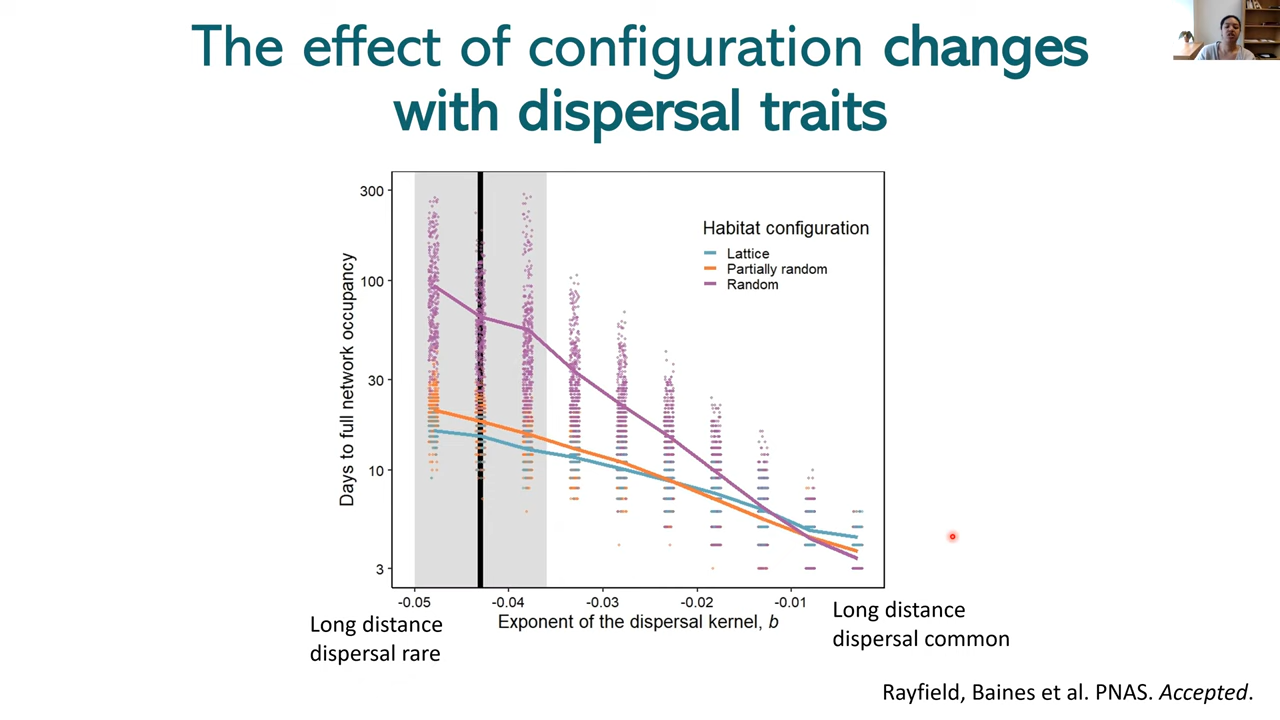 The effect of configuration changes
with dispersal traits
300
100
30
10
3
Days to full network occupancy
Habitat configuration
Lattice
Partially random
Random
-0.05
-0.04
-0.03
-0.02
-0.01
Exponent of the dispersal kernel, b
Long distance
dispersal rare
Long distance
dispersal common
Rayfield, Baines et al. PNAS. Accepted.